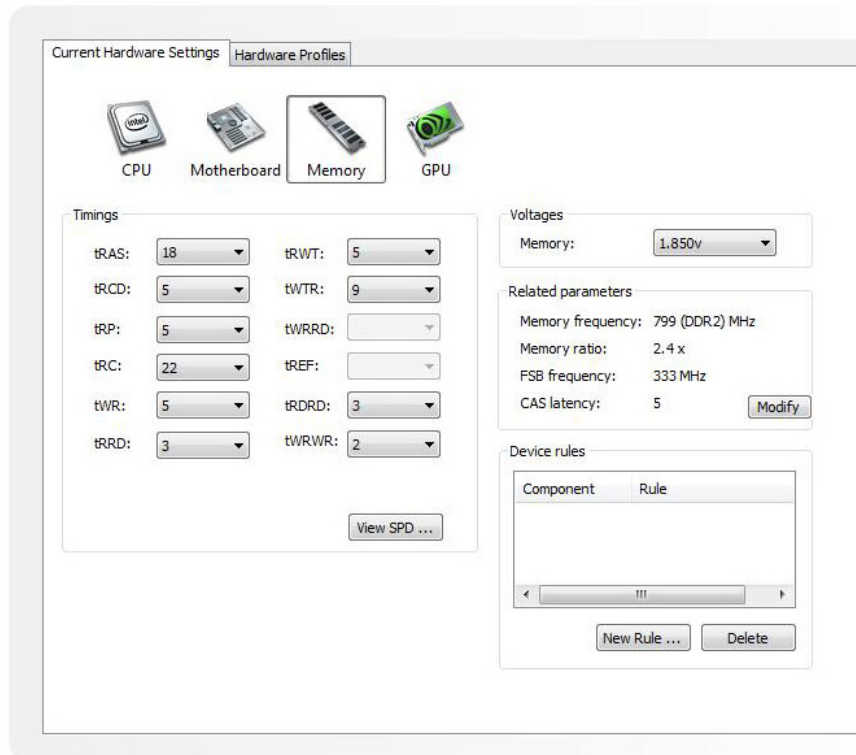 Current Hardware Settings
Hardware Profiles
intel
CPU
Motherboard
Memory
GPU
Timings
tRAS: 18
tRCD: 5
tRP: 5
tRC: 22
tWR: 5
tRRD: 3
tRWT: 5
tWTR: 9
tWRRD:
tREF:
tRDRD: 3
tWRWR: 2
View SPD ...
Voltages
Memory: 1.850v
Related parameters
Memory frequency: 799 (DDR2) MHz
Memory ratio: 2.4 x
FSB frequency: 333 MHz
CAS latency: 5
Modify
Device rules
Component Rule
New Rule ... Delete